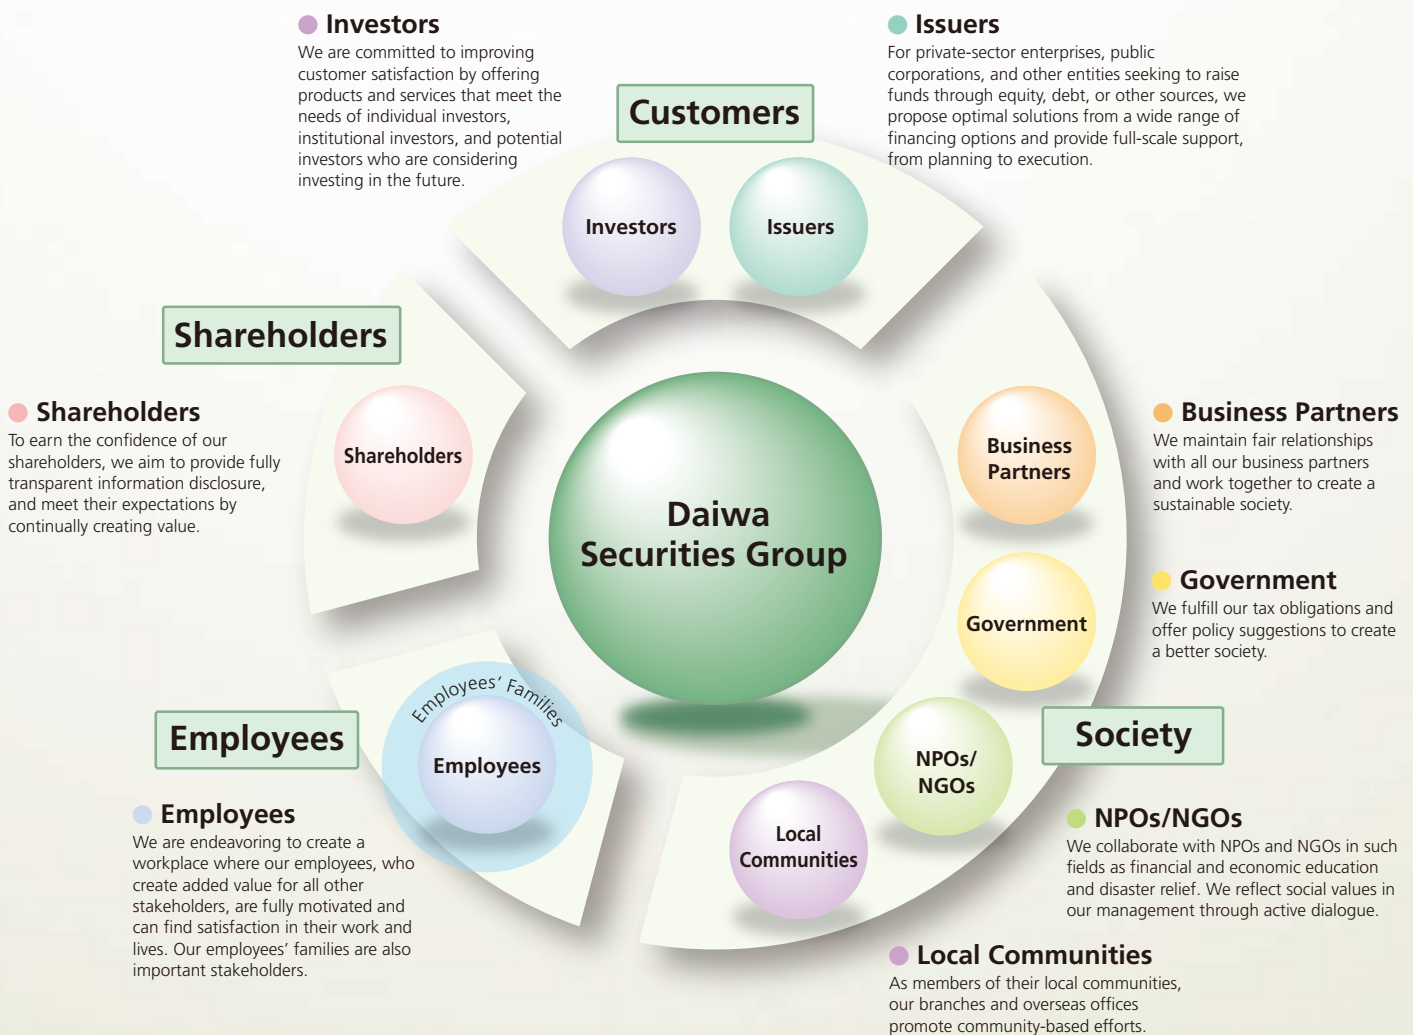 Investors
We are committed to improving
customer satisfaction by offering
products and services that meet the
needs of individual investors,
institutional investors, and potential
investors who are considering
investing in the future.
Issuers
For private-sector enterprises, public
corporations, and other entities seeking to raise
funds through equity, debt, or other sources, we
propose optimal solutions from a wide range of
financing options and provide full-scale support,
from planning to execution.
Customers
Investors
Issuers
Shareholders
Shareholders
To earn the confidence of our
shareholders, we aim to provide fully
transparent information disclosure,
and meet their expectations by
continually creating value.
Shareholders
Daiwa
Securities Group
Business
Partners
Business Partners
We maintain fair relationships
with all our business partners
and work together to create a
sustainable society.
Government
Government
We fulfill our tax obligations and
offer policy suggestions to create
a better society.
Employees
Employees' Families
Employees
Employees
We are endeavoring to create a
workplace where our employees, who
create added value for all other
stakeholders, are fully motivated and
can find satisfaction in their work and
lives. Our employees' families are also
important stakeholders.
Society
NPOs/
NGOs
NPOs/NGOs
We collaborate with NPOs and NGOs in such
fields as financial and economic education
and disaster relief. We reflect social values in
our management through active dialogue.
Local
Communities
Local Communities
As members of their local communities,
our branches and overseas offices
promote community-based efforts.